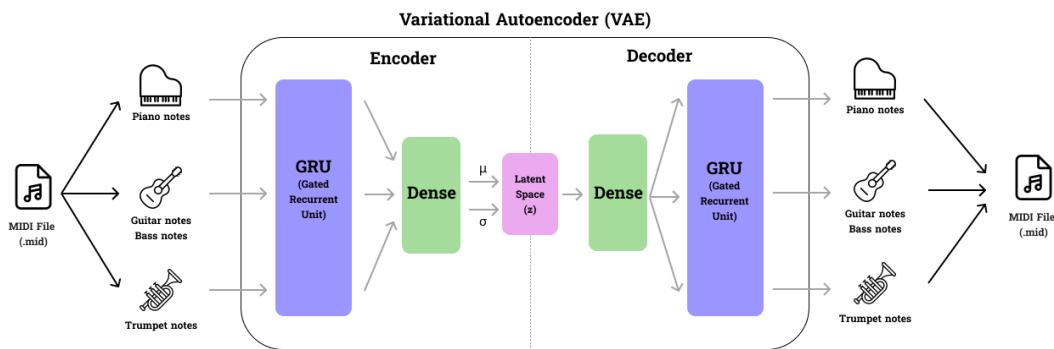 Variational Autoencoder (VAE)
Encoder
Decoder
MIDI File
(.mid)
Piano notes
Guitar notes
Bass notes
Trumpet notes
GRU
(Gated
Recurrent
Unit)
Dense
μ
σ
Latent
Space
(z)
Dense
GRU
(Gated
Recurrent
Unit)
Piano notes
Guitar notes
Bass notes
Trumpet notes
MIDI File
(.mid)